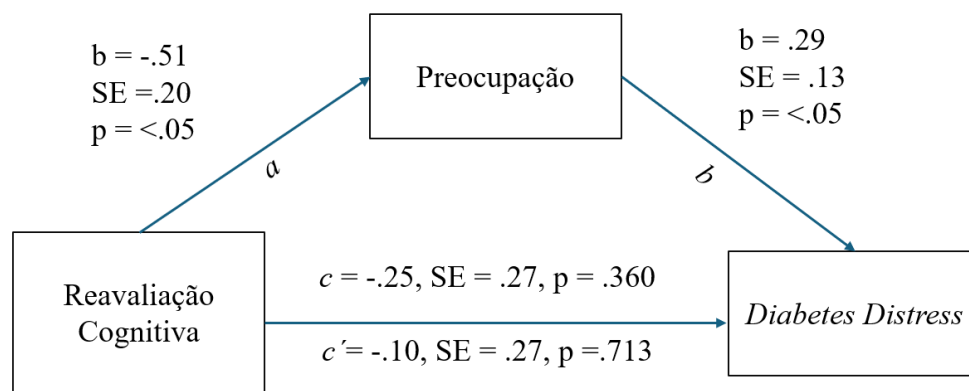 b = -.51
SE =.20
p = <.05
Preocupação
b = .29
SE = .13
p = <.05
a
b
Reavaliação
Cognitiva
c = -.25, SE = .27, p = .360
c´= -.10, SE = .27, p =.713
Diabetes Distress